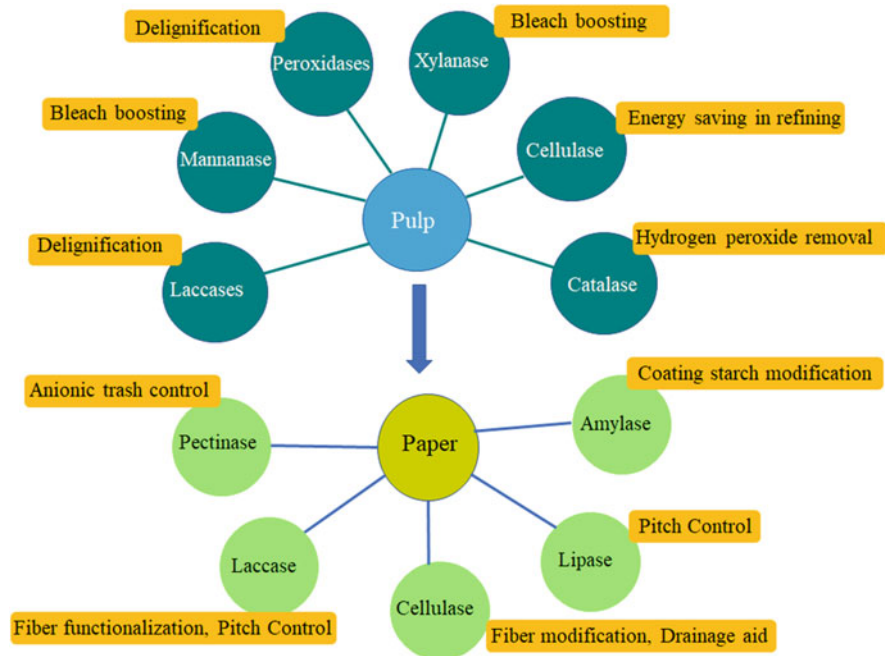 Delignification
Bleach boosting
Peroxidases
Xylanase
Bleach boosting
Energy saving in refining
Mannanase
Cellulase
Pulp
Delignification
Hydrogen peroxide removal
Laccases
Catalase
Coating starch modification
Anionic trash control
Amylase
Pectinase
Paper
Pitch Control
Laccase
Lipase
Cellulase
Fiber functionalization, Pitch Control
Fiber modification, Drainage aid